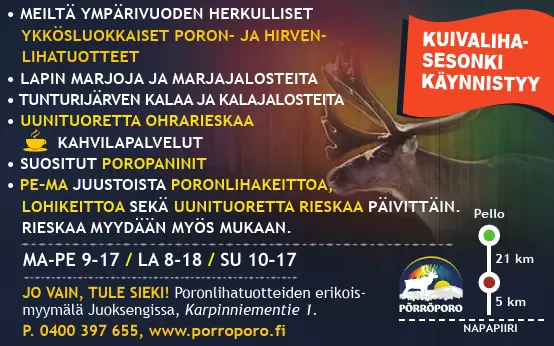 • MEILTÄ YMPÄRIVUODEN HERKULLISET
YKKÖSLUOKKAISET PORON- JA HIRVEN-
LIHATUOTTEET
• LAPIN MARJOJA JA MARJAJALOSTEITA
• TUNTURIJÄRVEN KALAA JA KALAJALOSTEITA
• UUNITUORETTA OHRARIESKAA
KAHVILAPALVELUT
• SUOSITUT POROPANINIT
• PE-MA JUUSTOISTA PORONLIHAKEITTOA,
LOHIKEITTOA SEKÄ UUNITUORETTA RIESKAA PÄIVITTÄIN.
RIESKAA MYYDÄÄN MYÖS MUKAAN.
MA-PE 9-17 / LA 8-18 / SU 10-17
JO VAIN, TULE SIEKI! Poronlihatuotteiden erikois-
myymälä Juoksengissa, Karpinniementie 1.
P. 0400 397 655, www.porroporo.fi
KUIVALIHA-
SESONKI
KÄYNNISTYY
Pello
21 km
5 km
NAPAPIIRI
PÖRRÖPORO